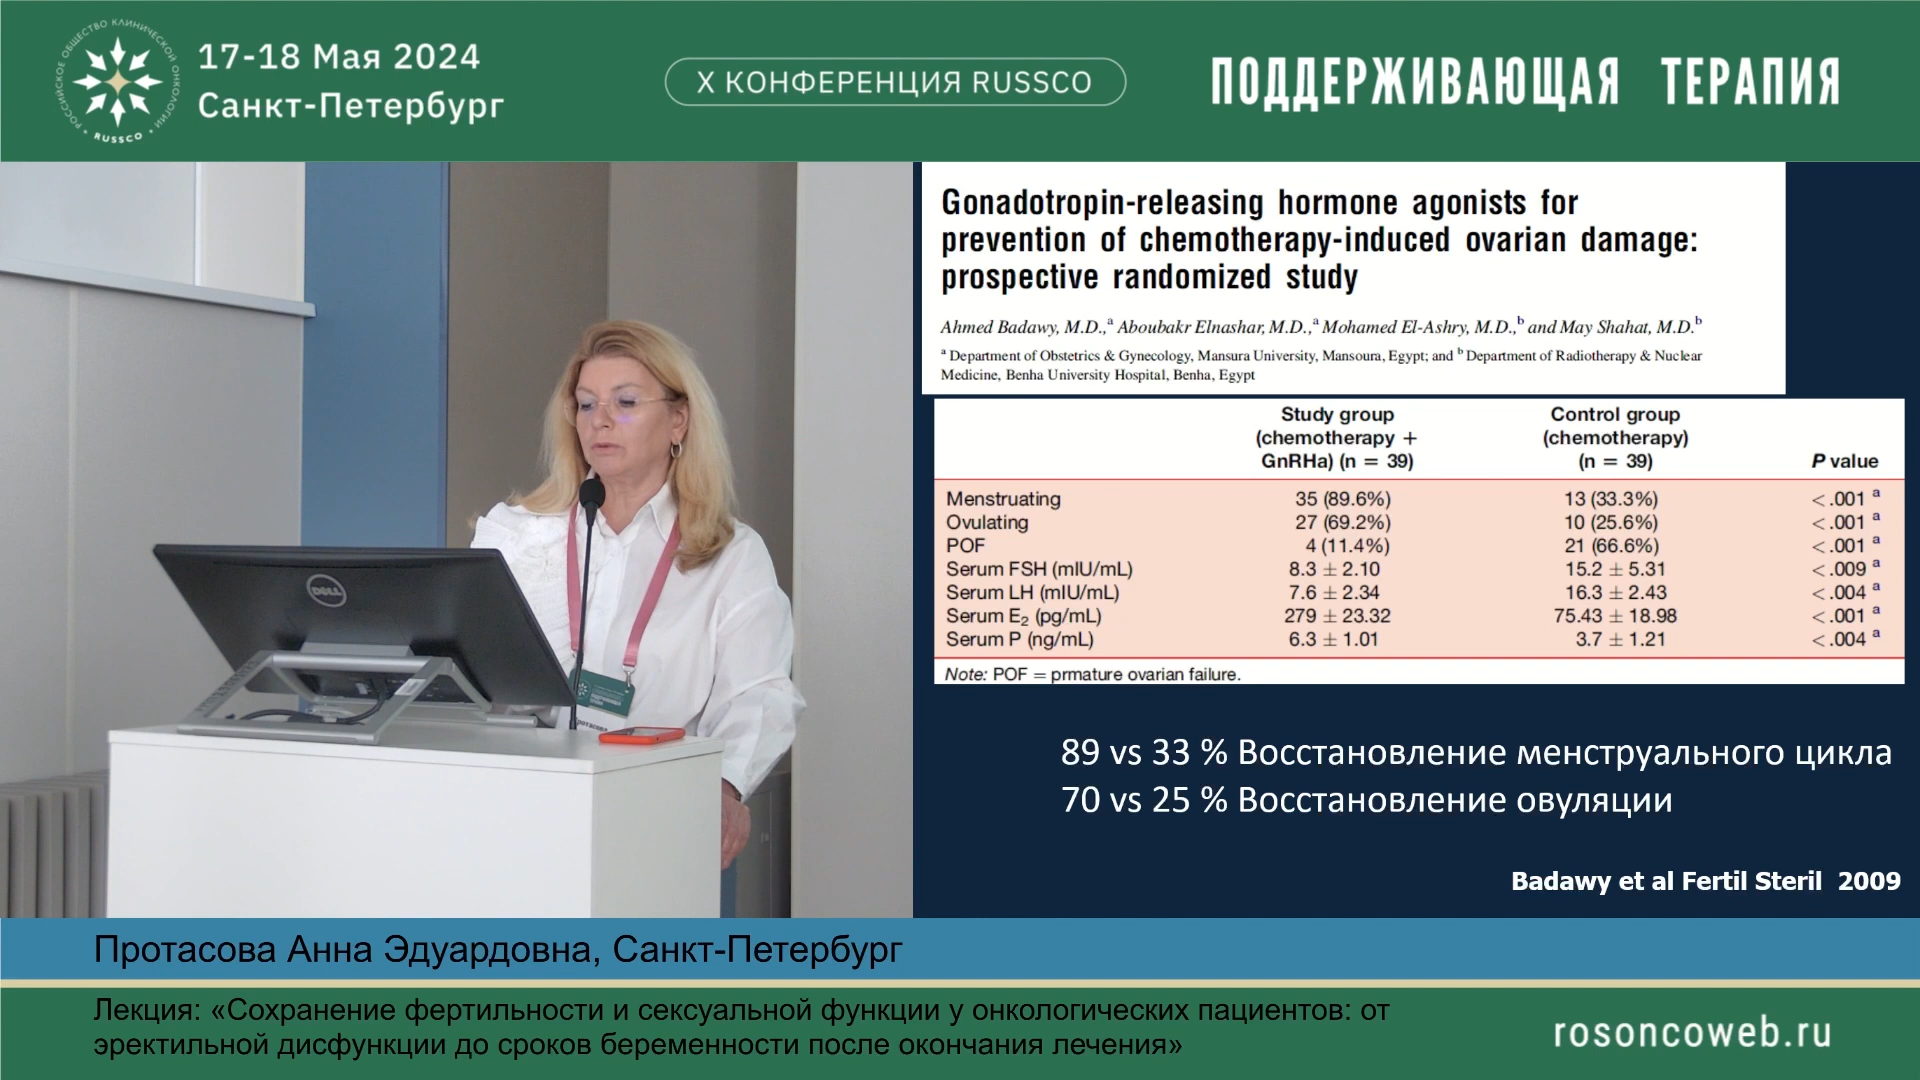 РОССИЙСКОЕ ОБЩЕСТВО КЛИНИЧЕСКОЙ ОНКОЛОГИИ
RUSSCO
17-18 Мая 2024
Санкт-Петербург
X КОНФЕРЕНЦИЯ RUSSCO
ПОДДЕРЖИВАЮЩАЯ ТЕРАПИЯ
Gonadotropin-releasing hormone agonists for
prevention of chemotherapy-induced ovarian damage:
prospective randomized study
Ahmed Badawy, M.D.,a Aboubakr Elnashar, M.D.,a Mohamed El-Ashry, M.D.,b and May Shahat, M.D.b
a Department of Obstetrics & Gynecology, Mansura University, Mansoura, Egypt; and b Department of Radiotherapy & Nuclear
Medicine, Benha University Hospital, Benha, Egypt
Study group (chemotherapy + GnRHa) (n = 39) Control group (chemotherapy) (n = 39) P value
Menstruating 35 (89.6%) 13 (33.3%) <.001 a
Ovulating 27 (69.2%) 10 (25.6%) <.001 a
POF 4 (11.4%) 21 (66.6%) <.001 a
Serum FSH (mIU/mL) 8.3 ± 2.10 15.2 ± 5.31 <.009 a
Serum LH (mIU/mL) 7.6 ± 2.34 16.3 ± 2.43 <.004 a
Serum E2 (pg/mL) 279 ± 23.32 75.43 ± 18.98 <.001 a
Serum P (ng/mL) 6.3 ± 1.01 3.7 ± 1.21 <.004 a
Note: POF = prmature ovarian failure.
89 vs 33 % Восстановление менструального цикла
70 vs 25 % Восстановление овуляции
Badawy et al Fertil Steril 2009
DELL
Протасова
Протасова Анна Эдуардовна, Санкт-Петербург
Лекция: «Сохранение фертильности и сексуальной функции у онкологических пациентов: от
эректильной дисфункции до сроков беременности после окончания лечения»
rosoncoweb.ru